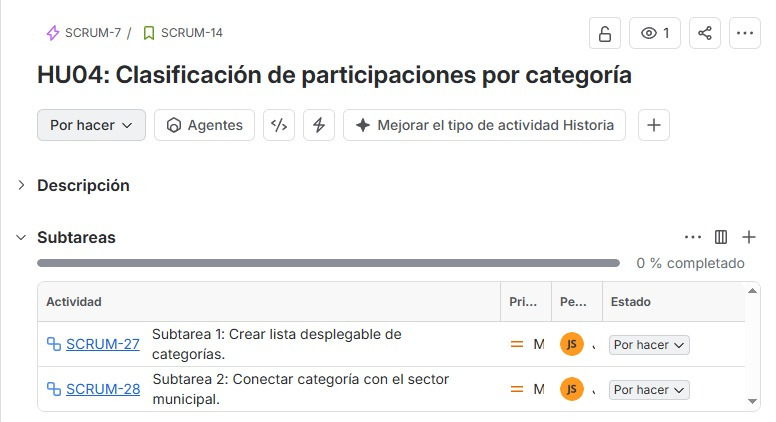 SCRUM-7 / SCRUM-14
1
HU04: Clasificación de participaciones por categoría
Por hacer
Agentes
Mejorar el tipo de actividad Historia
Descripción
Subtareas
0 % completado
Actividad Pri... Pe... Estado
SCRUM-27 Subtarea 1: Crear lista desplegable de
categorías.
M JS Por hacer
SCRUM-28 Subtarea 2: Conectar categoría con el sector
municipal.
M JS Por hacer